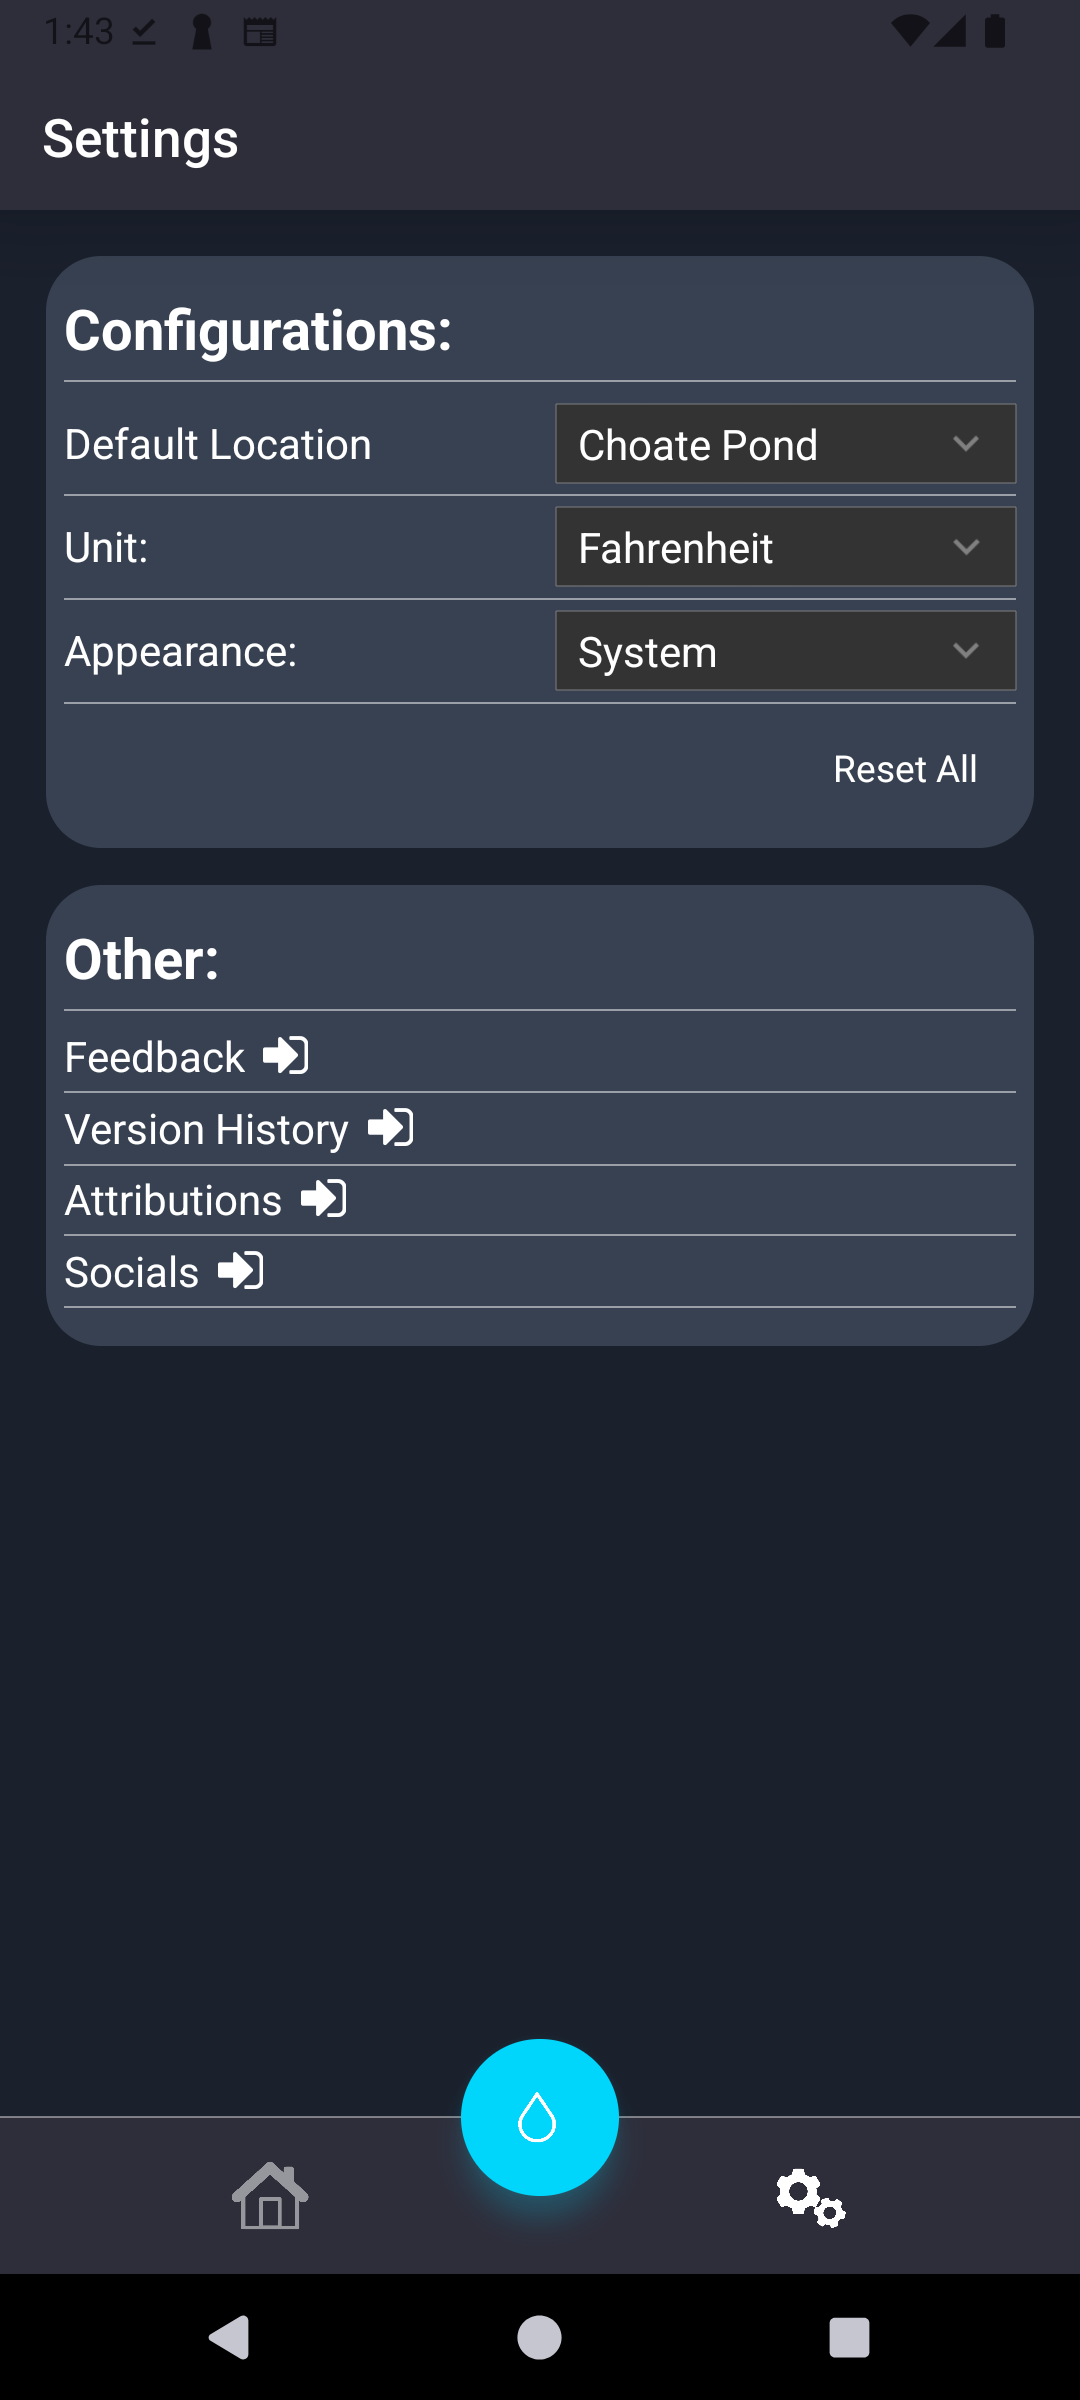 1:43
Settings
Configurations:
Default Location
Choate Pond
Unit:
Fahrenheit
Appearance:
System
Reset All
Other:
Feedback
Version History
Attributions
Socials